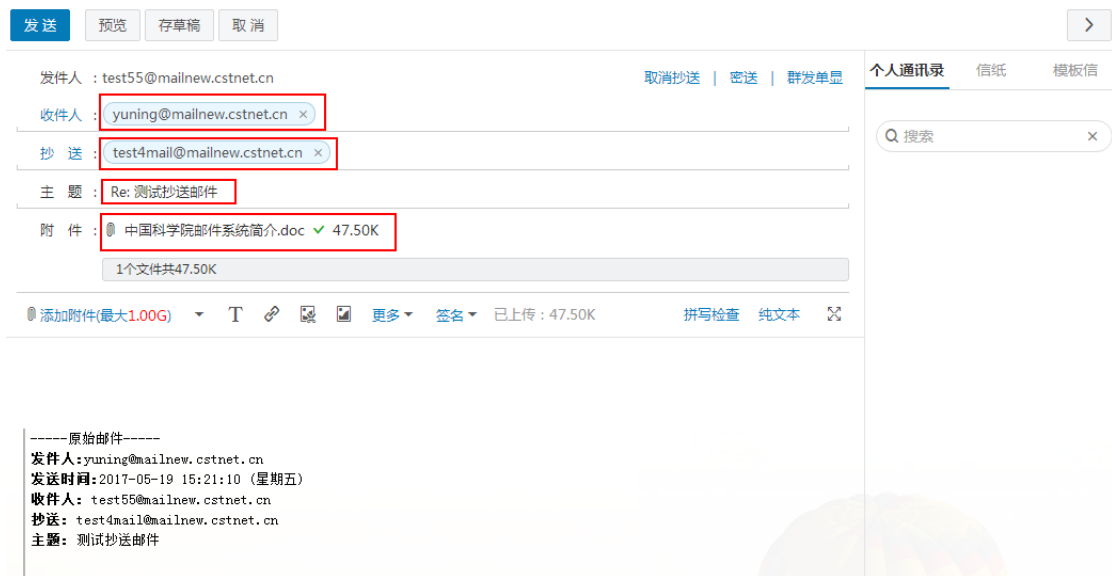 发送 预览 存草稿 取消
发件人 : test55@mailnew.cstnet.cn 取消抄送 | 密送 | 群发单显
个人通讯录 信纸 模板信
收件人 : yuning@mailnew.cstnet.cn ×
搜索 ×
抄 送 : test4mail@mailnew.cstnet.cn ×
主 题 : Re: 测试抄送邮件
附 件 : 中国科学院邮件系统简介.doc ✓ 47.50K
1个文件共47.50K
添加附件(最大1.00G) T 更多 签名 已上传：47.50K 拼写检查 纯文本
-----原始邮件-----
发件人:yuning@mailnew.cstnet.cn
发送时间:2017-05-19 15:21:10 (星期五)
收件人: test55@mailnew.cstnet.cn
抄送: test4mail@mailnew.cstnet.cn
主题: 测试抄送邮件